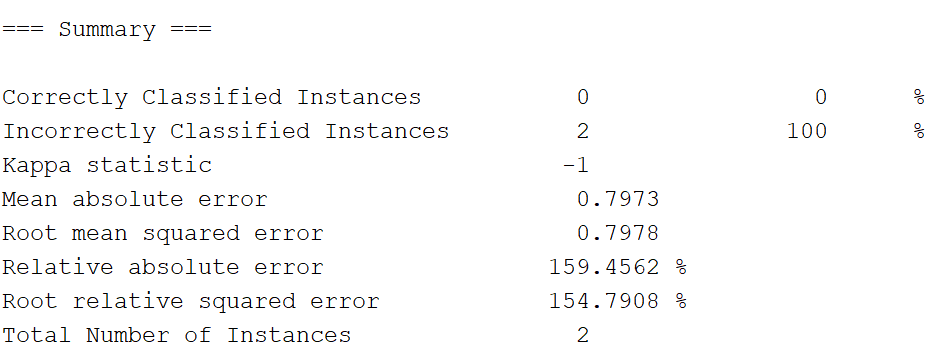 === Summary ===
Correctly Classified Instances 0 0 %
Incorrectly Classified Instances 2 100 %
Kappa statistic -1
Mean absolute error 0.7973
Root mean squared error 0.7978
Relative absolute error 159.4562 %
Root relative squared error 154.7908 %
Total Number of Instances 2